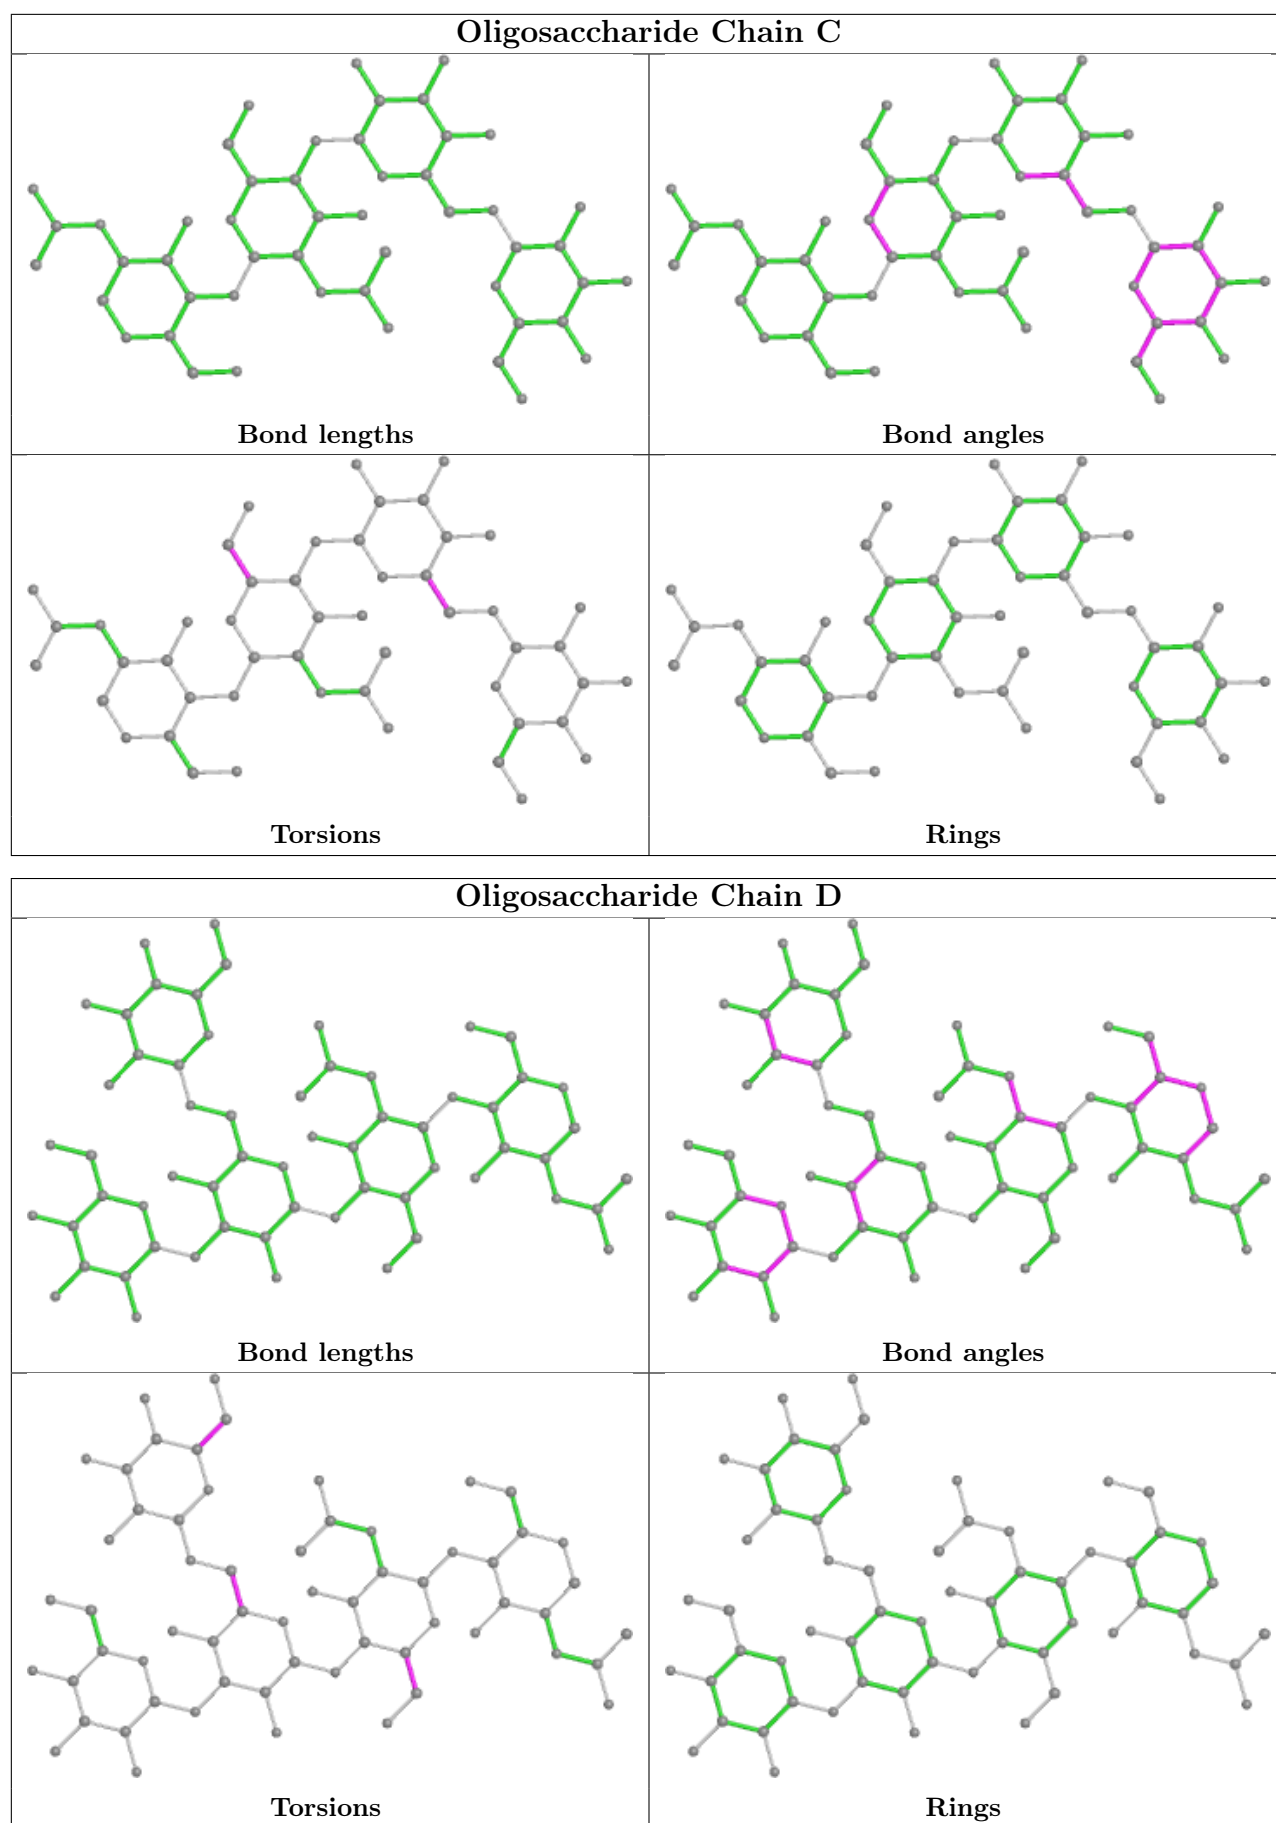 Oligosaccharide Chain C
Bond lengths
Bond angles
Torsions
Rings
Oligosaccharide Chain D
Bond lengths
Bond angles
Torsions
Rings